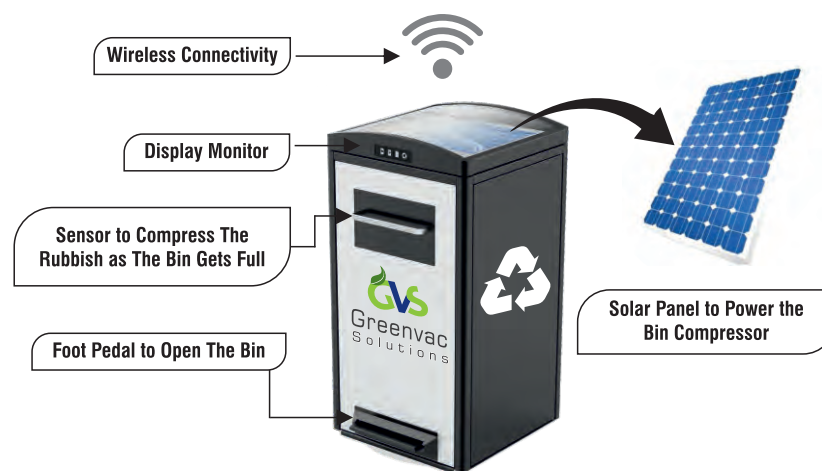 Wireless Connectivity
Display Monitor
Sensor to Compress The
Rubbish as The Bin Gets Full
Foot Pedal to Open The Bin
GVS
Greenvac
Solutions
Solar Panel to Power the
Bin Compressor